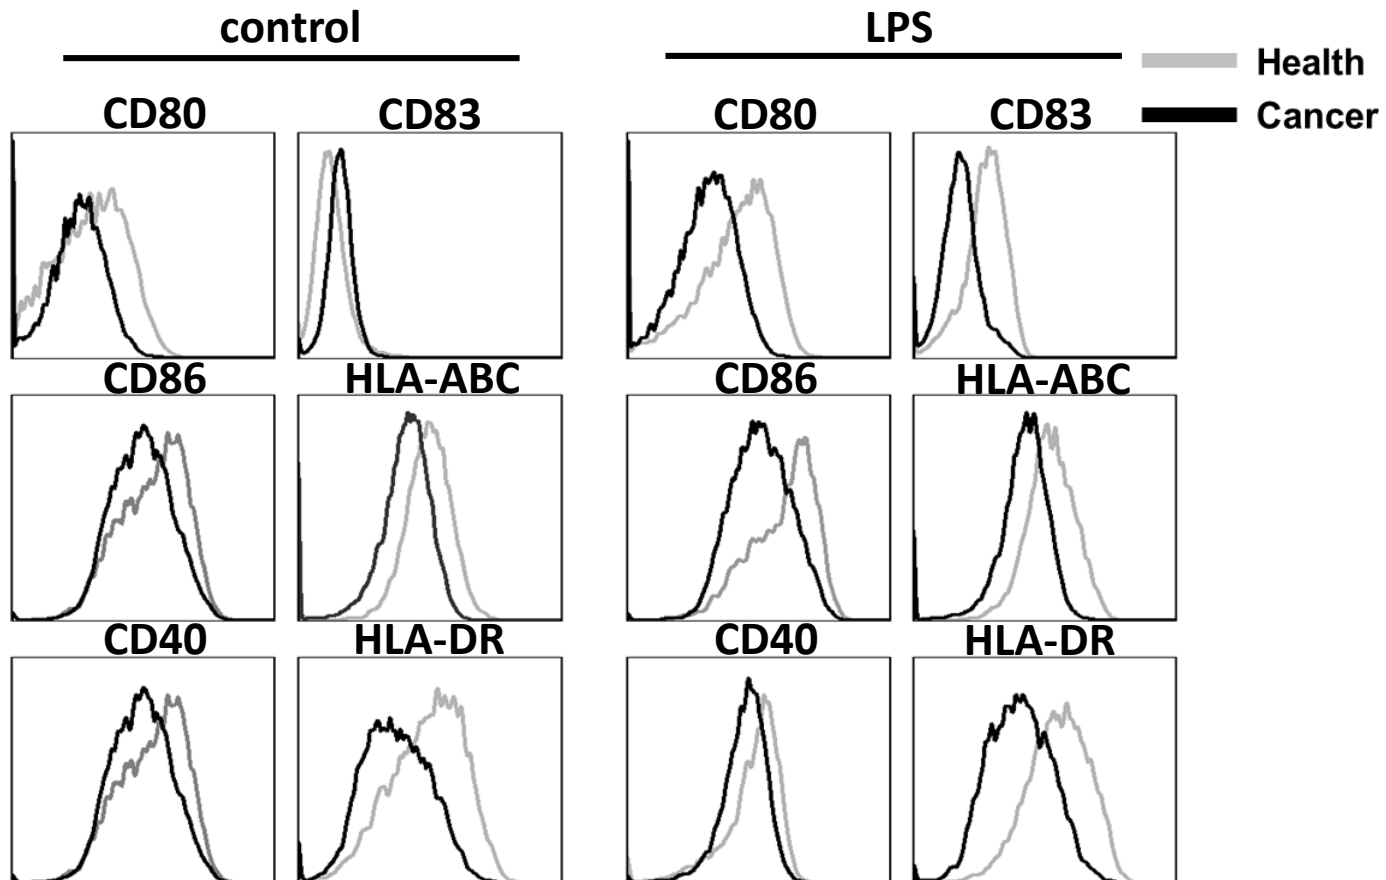 control LPS
Health
Cancer
CD80 CD83 CD80 CD83
CD86 HLA-ABC CD86 HLA-ABC
CD40 HLA-DR CD40 HLA-DR